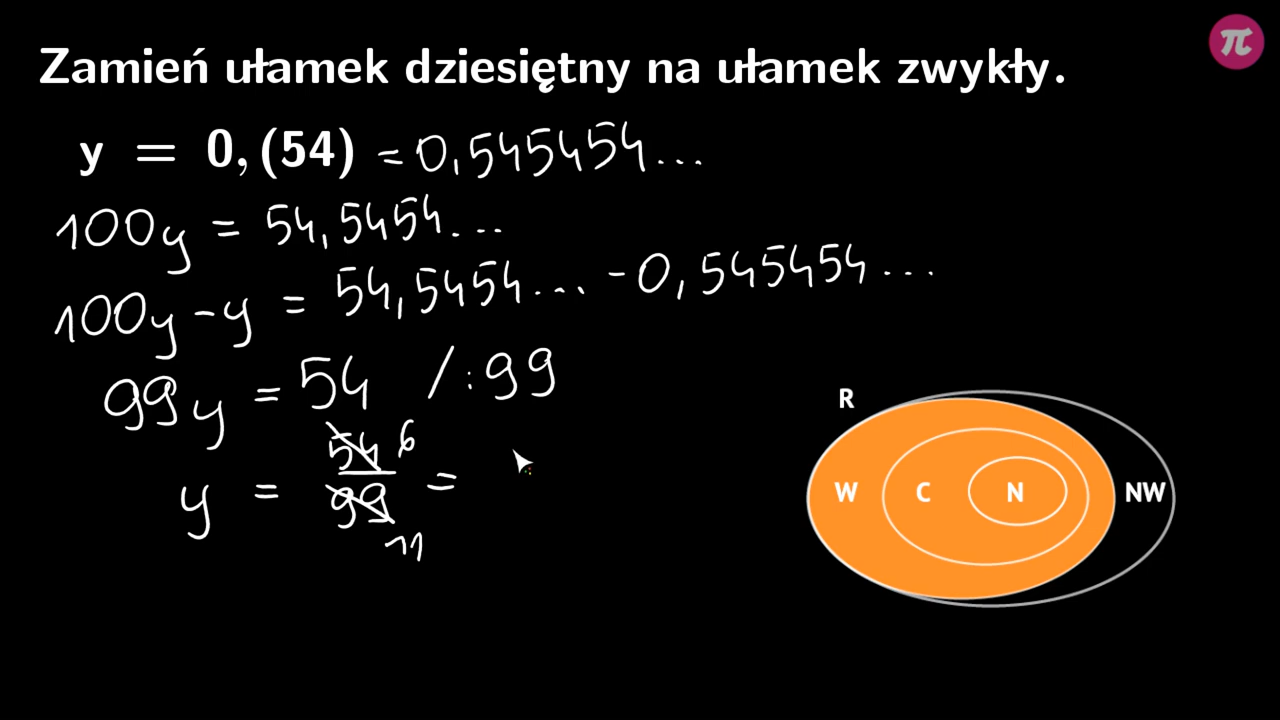 Zamień ułamek dziesiętny na ułamek zwykły.
y = 0,(54) = 0,545454...
100y = 54,5454...
100y - y = 54,5454... - 0,545454...
99y = 54 / :99
y = 54/99 = 
6
11
R
W C N NW
π